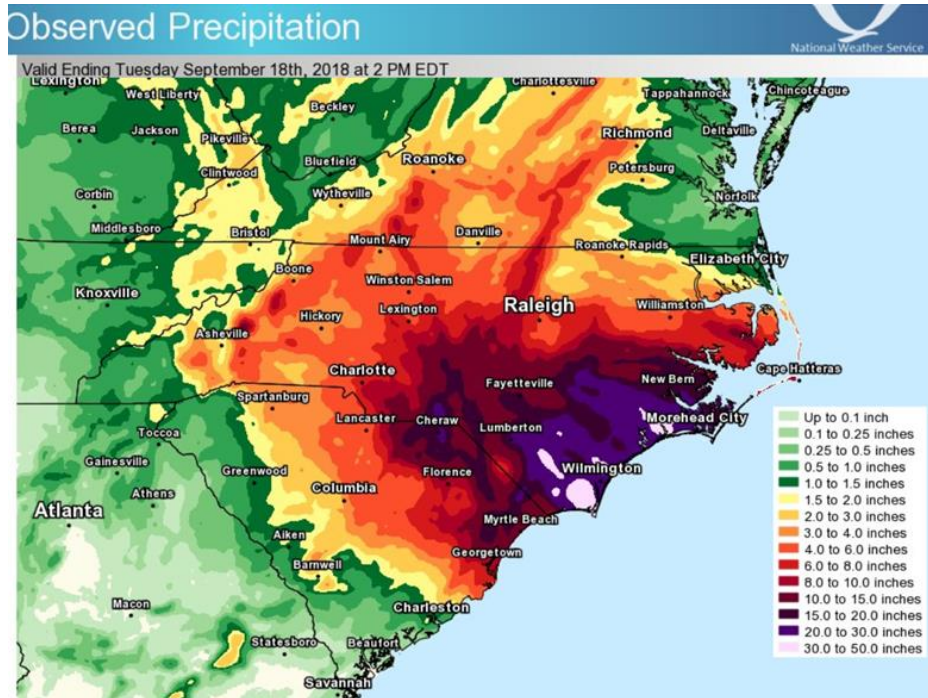 Observed Precipitation
National Weather Service
Valid Ending Tuesday September 18th, 2018 at 2 PM EDT
Lexington
West Liberty
Charlottesville
Tappahannock
Chincoteague
Beckley
Berea
Jackson
Pikeville
Richmond
Deltaville
Bluefield
Roanoke
Petersburg
Clintwood
Corbin
Wytheville
Norfolk
Middlesboro
Bristol
Mount Airy
Danville
Roanoke Rapids
Elizabeth City
Boone
Winston Salem
Knoxville
Hickory
Lexington
Raleigh
Williamston
Asheville
Charlotte
Cape Hatteras
Fayetteville
New Bern
Spartanburg
Lancaster
Cheraw
Lumberton
Morehead City
Toccoa
Gainesville
Greenwood
Florence
Wilmington
Athens
Columbia
Atlanta
Myrtle Beach
Aiken
Georgetown
Barnwell
Macon
Charleston
Statesboro
Beaufort
Savannah
Up to 0.1 inch
0.1 to 0.25 inches
0.25 to 0.5 inches
0.5 to 1.0 inches
1.0 to 1.5 inches
1.5 to 2.0 inches
2.0 to 3.0 inches
3.0 to 4.0 inches
4.0 to 6.0 inches
6.0 to 8.0 inches
8.0 to 10.0 inches
10.0 to 15.0 inches
15.0 to 20.0 inches
20.0 to 30.0 inches
30.0 to 50.0 inches